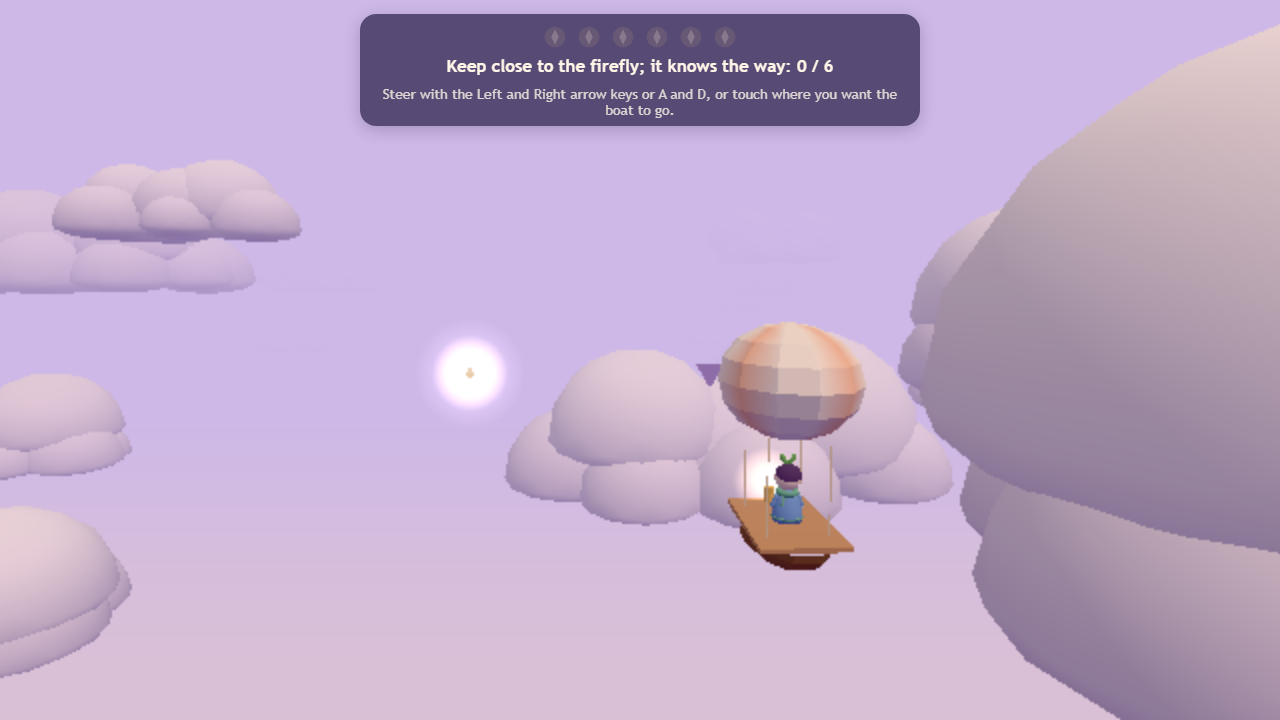 Keep close to the firefly; it knows the way: 0 / 6
Steer with the Left and Right arrow keys or A and D, or touch where you want the
boat to go.